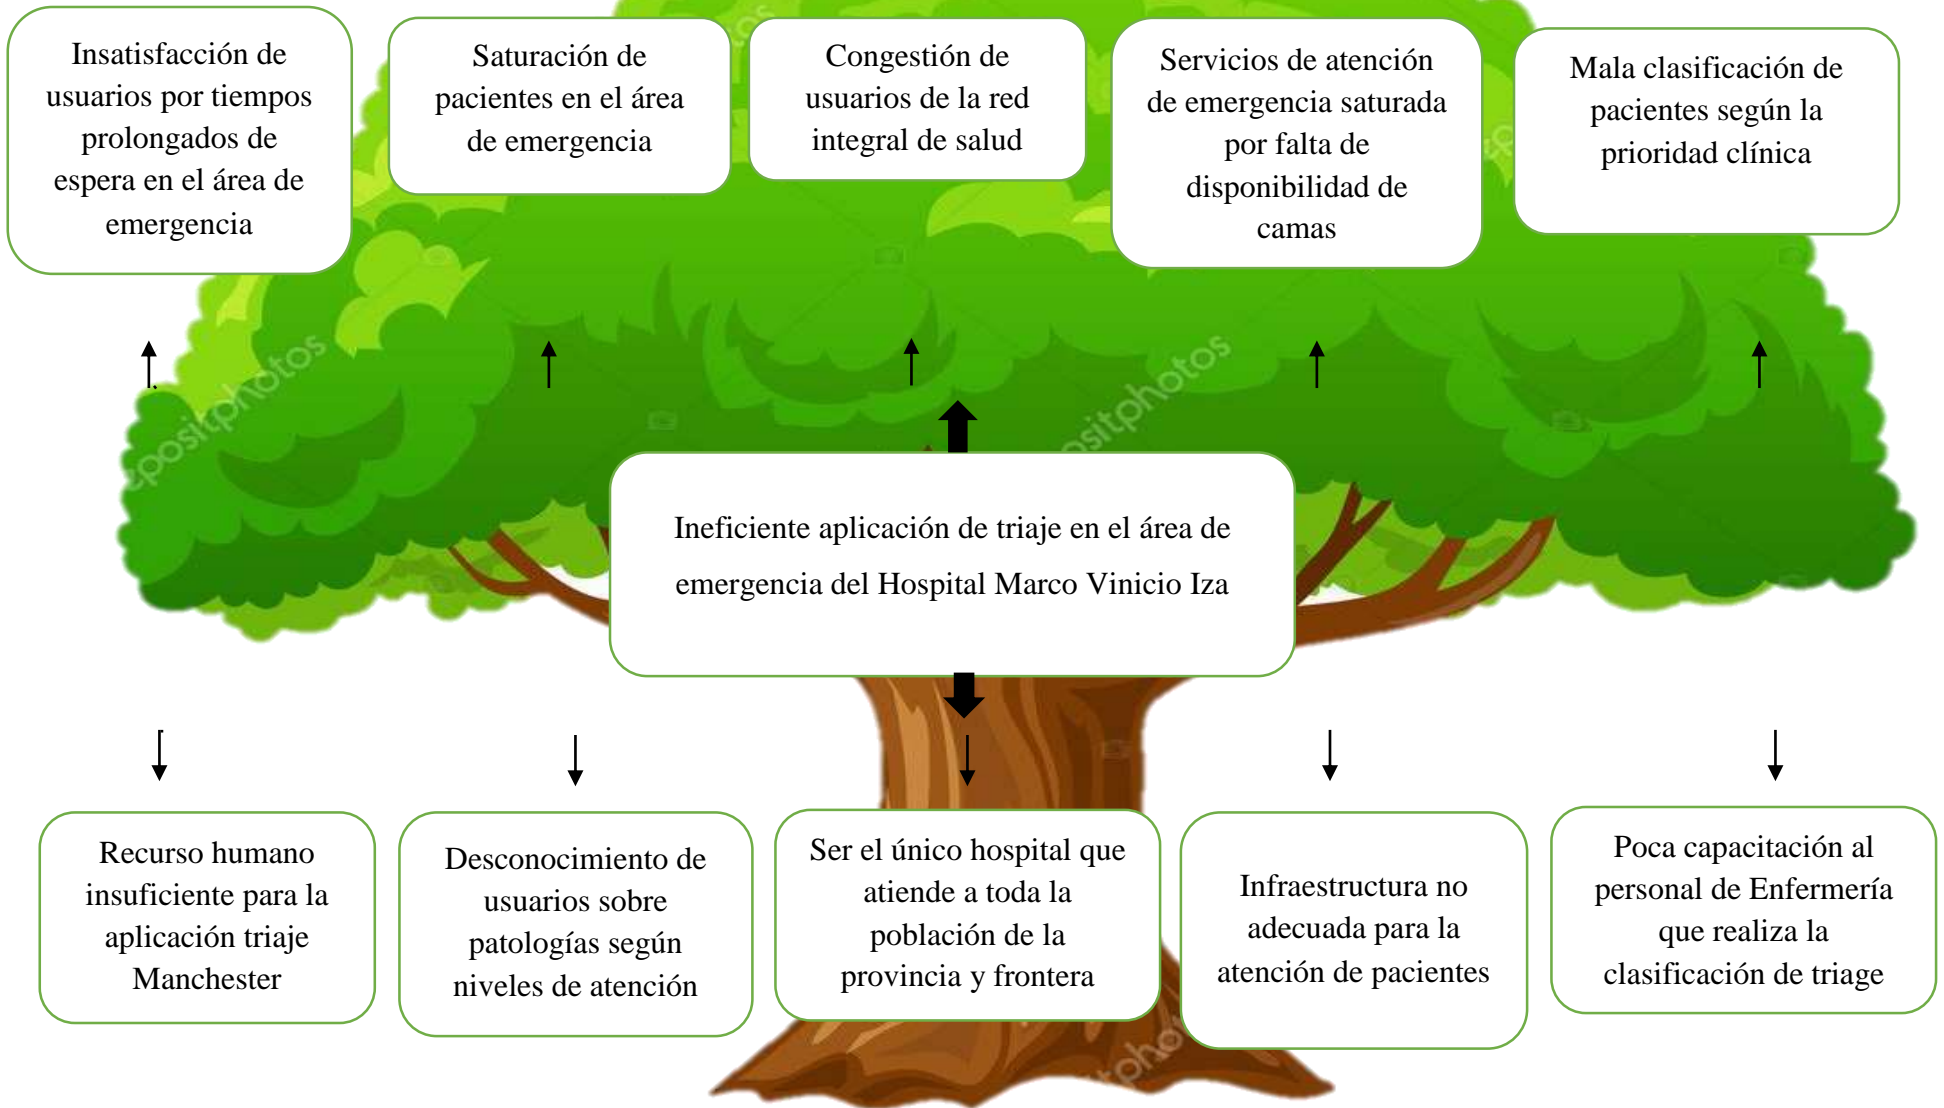 Insatisfacción de
usuarios por tiempos
prolongados de
espera en el área de
emergencia
Saturación de
pacientes en el área
de emergencia
Congestión de
usuarios de la red
integral de salud
Servicios de atención
de emergencia saturada
por falta de
disponibilidad de
camas
Mala clasificación de
pacientes según la
prioridad clínica
Ineficiente aplicación de triaje en el área de
emergencia del Hospital Marco Vinicio Iza
Recurso humano
insuficiente para la
aplicación triaje
Manchester
Desconocimiento de
usuarios sobre
patologías según
niveles de atención
Ser el único hospital que
atiende a toda la
población de la
provincia y frontera
Infraestructura no
adecuada para la
atención de pacientes
Poca capacitación al
personal de Enfermería
que realiza la
clasificación de triage